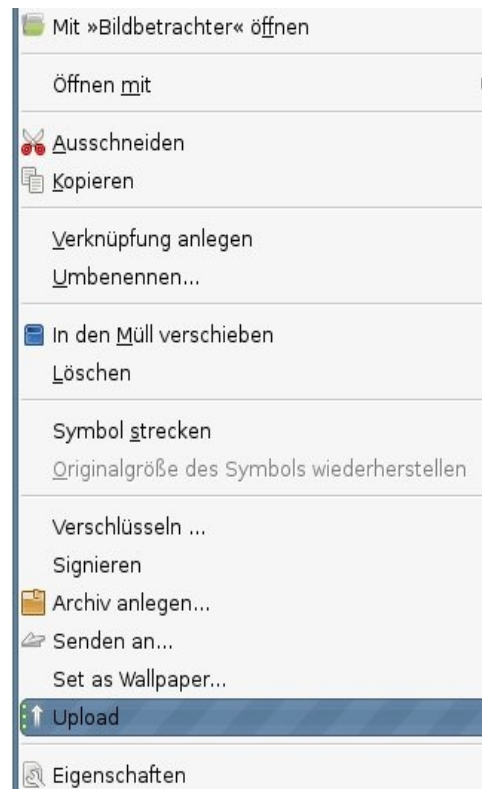 Mit »Bildbetrachter« öffnen
Öffnen mit
Ausschneiden
Kopieren
Verknüpfung anlegen
Umbenennen...
In den Müll verschieben
Löschen
Symbol strecken
Originalgröße des Symbols wiederherstellen
Verschlüsseln ...
Signieren
Archiv anlegen...
Senden an...
Set as Wallpaper...
Upload
Eigenschaften